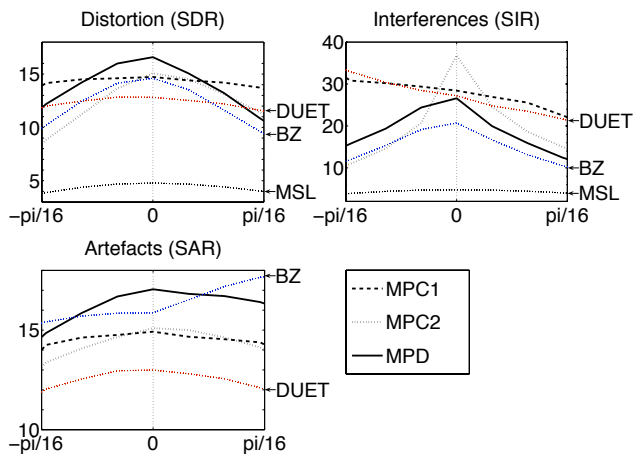 Distortion (SDR)
15
10
5
−pi/16
0
pi/16
DUET
BZ
MSL
Interferences (SIR)
40
30
20
10
−pi/16
0
pi/16
DUET
BZ
MSL
Artefacts (SAR)
15
10
−pi/16
0
pi/16
BZ
DUET
MPC1
MPC2
MPD